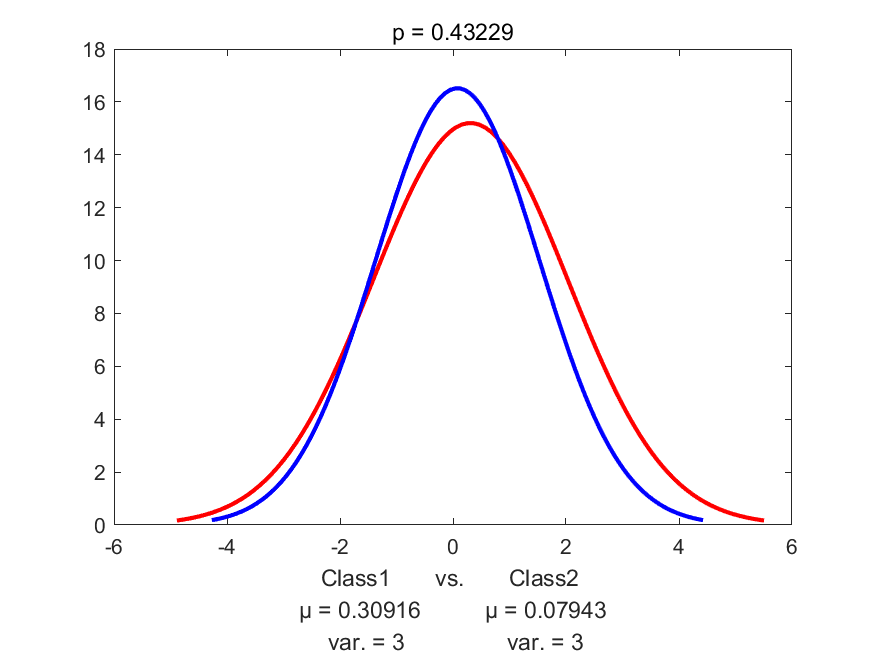 p = 0.43229
18
16
14
12
10
8
6
4
2
0
-6 -4 -2 0 2 4 6
Class1 vs. Class2
μ = 0.30916 μ = 0.07943
var. = 3 var. = 3